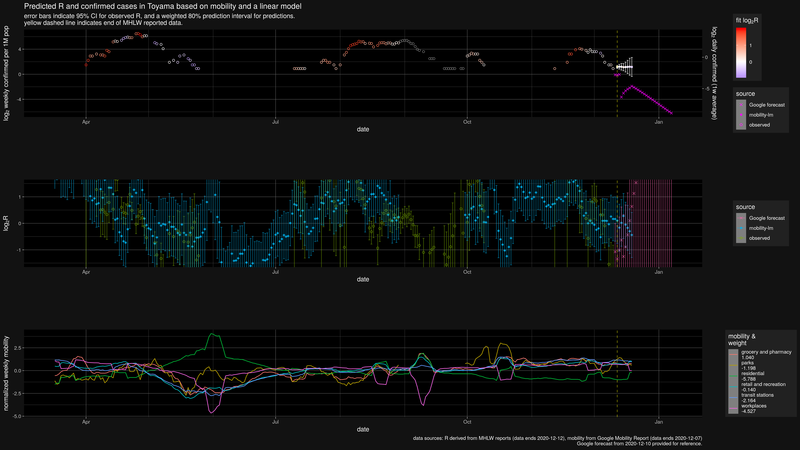 Predicted R and confirmed cases in Toyama based on mobility and a linear model
error bars indicate 95% CI for observed R, and a weighted 80% prediction interval for predictions.
yellow dashed line indicates end of MHLW reported data.
log₂ weekly confirmed per 1M pop
4
0
-4
Apr
Jul
Oct
Jan
date
0
-5
log₂ daily confirmed (1w average)
fit log₂R
1
0
source
Google forecast
mobility-lm
observed
log₂R
1
0
-1
Apr
Jul
Oct
Jan
date
source
Google forecast
mobility-lm
observed
normalized weekly mobility
2.5
0.0
-2.5
-5.0
Apr
Jul
Oct
Jan
date
mobility &
weight
grocery and pharmacy
1.040
parks
-1.198
residential
-5.788
retail and recreation
-0.140
transit stations
-2.164
workplaces
-4.527
data sources: R derived from MHLW reports (data ends 2020-12-12), mobility from Google Mobility Report (data ends 2020-12-07)
Google forecast from 2020-12-10 provided for reference.